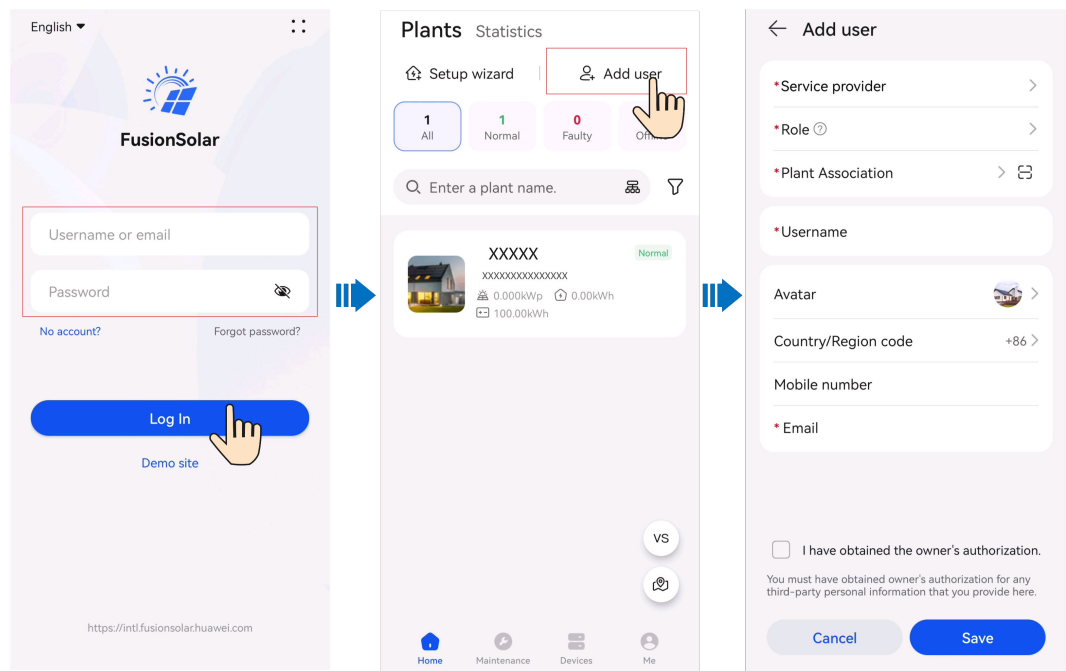 English
FusionSolar
Username or email
Password
No account?
Forgot password?
Log In
Demo site
https://intl.fusionsolar.huawei.com
Plants Statistics
Setup wizard
Add user
1
All
1
Normal
0
Faulty
Enter a plant name.
XXXXX
Normal
XXXXXXXXXXXXXXX
0.000kWp 0.00kWh
100.00kWh
VS
Home
Maintenance
Devices
Me
Add user
*Service provider
*Role
*Plant Association
*Username
Avatar
Country/Region code +86
Mobile number
* Email
I have obtained the owner's authorization.
You must have obtained owner's authorization for any
third-party personal information that you provide here.
Cancel
Save